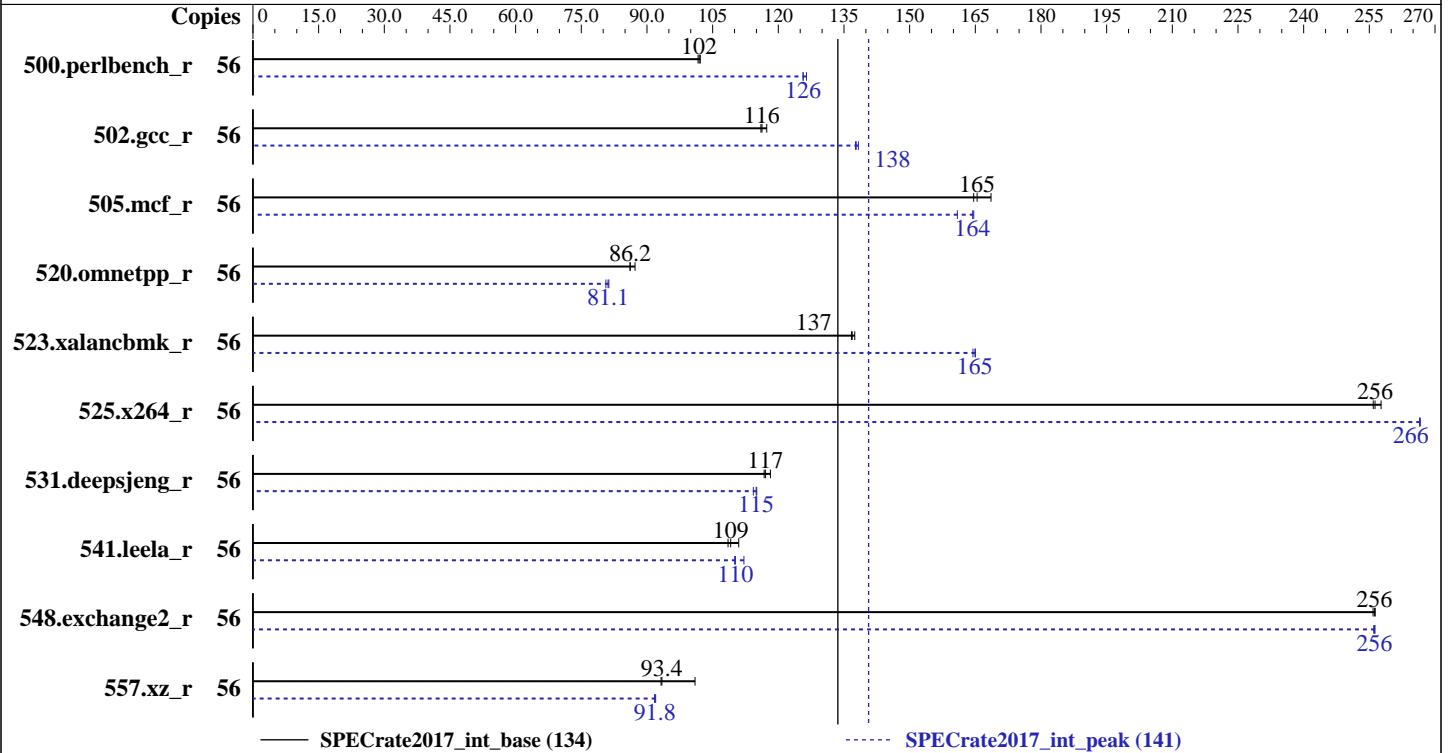 Copies 0 15.0 30.0 45.0 60.0 75.0 90.0 105 120 135 150 165 180 195 210 225 240 255 270
500.perlbench_r 56 102
126
502.gcc_r 56 116
138
505.mcf_r 56 165
164
520.omnetpp_r 56 86.2
81.1
523.xalancbmk_r 56 137
165
525.x264_r 56 256
266
531.deepsjeng_r 56 117
115
541.leela_r 56 109
110
548.exchange2_r 56 256
256
557.xz_r 56 93.4
91.8
SPECrate2017_int_base (134) SPECrate2017_int_peak (141)